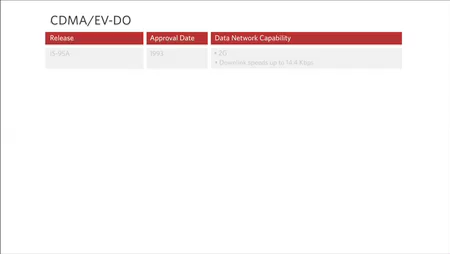 CDMA/EV-DO
Release Approval Date Data Network Capability
IS-95A 1993 • 2G
• Downlink speeds up to 14.4 Kbps